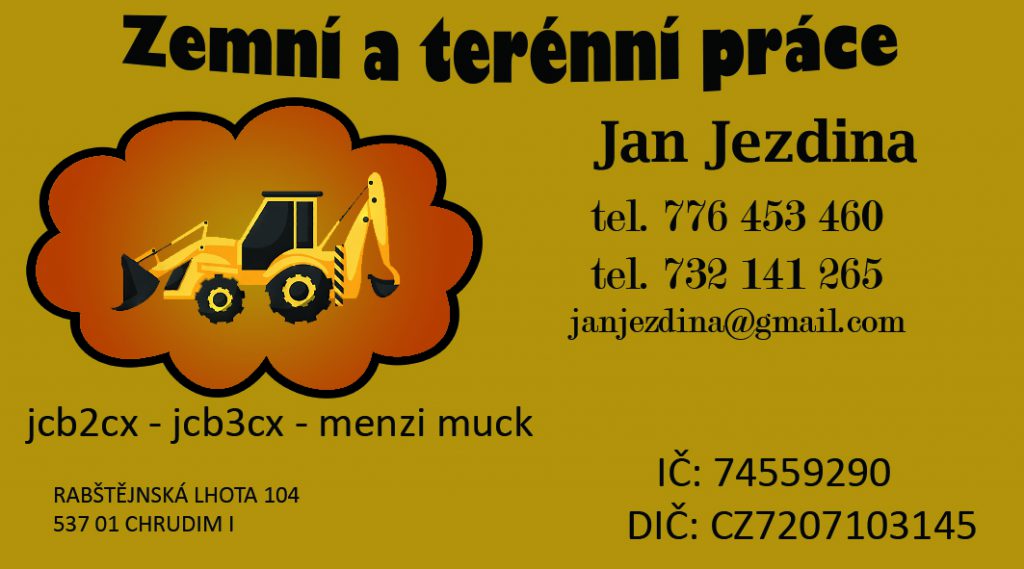 Zemní a terénní práce
Jan Jezdina
tel. 776 453 460
tel. 732 141 265
janjezdina@gmail.com
jcb2cx - jcb3cx - menzi muck
RABŠTĚJNSKÁ LHOTA 104
537 01 CHRUDIM I
IČ: 74559290
DIČ: CZ7207103145